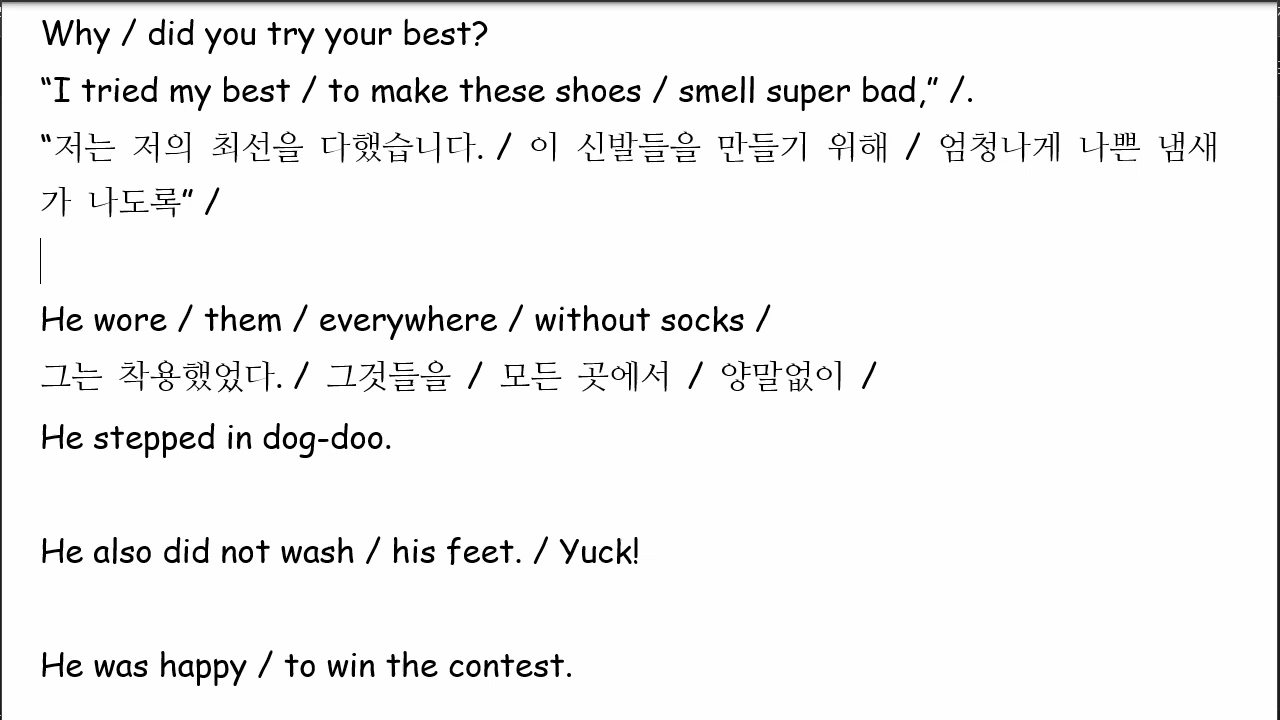 Why / did you try your best?
“I tried my best / to make these shoes / smell super bad,” /.
“저는 저의 최선을 다했습니다. / 이 신발들을 만들기 위해 / 엄청나게 나쁜 냄새
가 나도록” /
He wore / them / everywhere / without socks /
그는 착용했었다. / 그것들을 / 모든 곳에서 / 양말없이 /
He stepped in dog-doo.
He also did not wash / his feet. / Yuck!
He was happy / to win the contest.